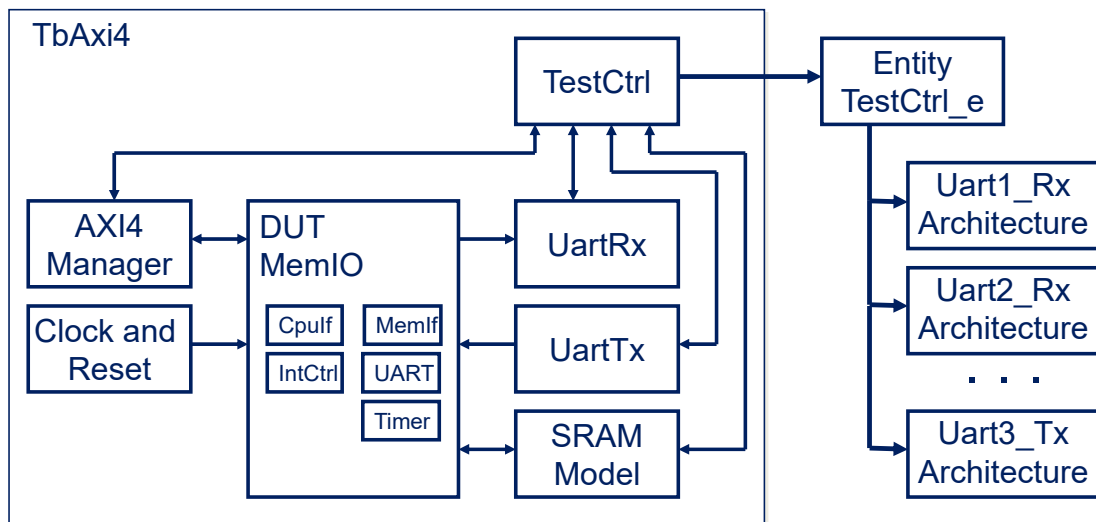 TbAxi4
TestCtrl
Entity
TestCtrl_e
AXI4
Manager
DUT
MemIO
UartRx
Uart1_Rx
Architecture
Clock and
Reset
CpuIf
MemIf
IntCtrl
UART
Timer
UartTx
Uart2_Rx
Architecture
. . .
SRAM
Model
Uart3_Tx
Architecture